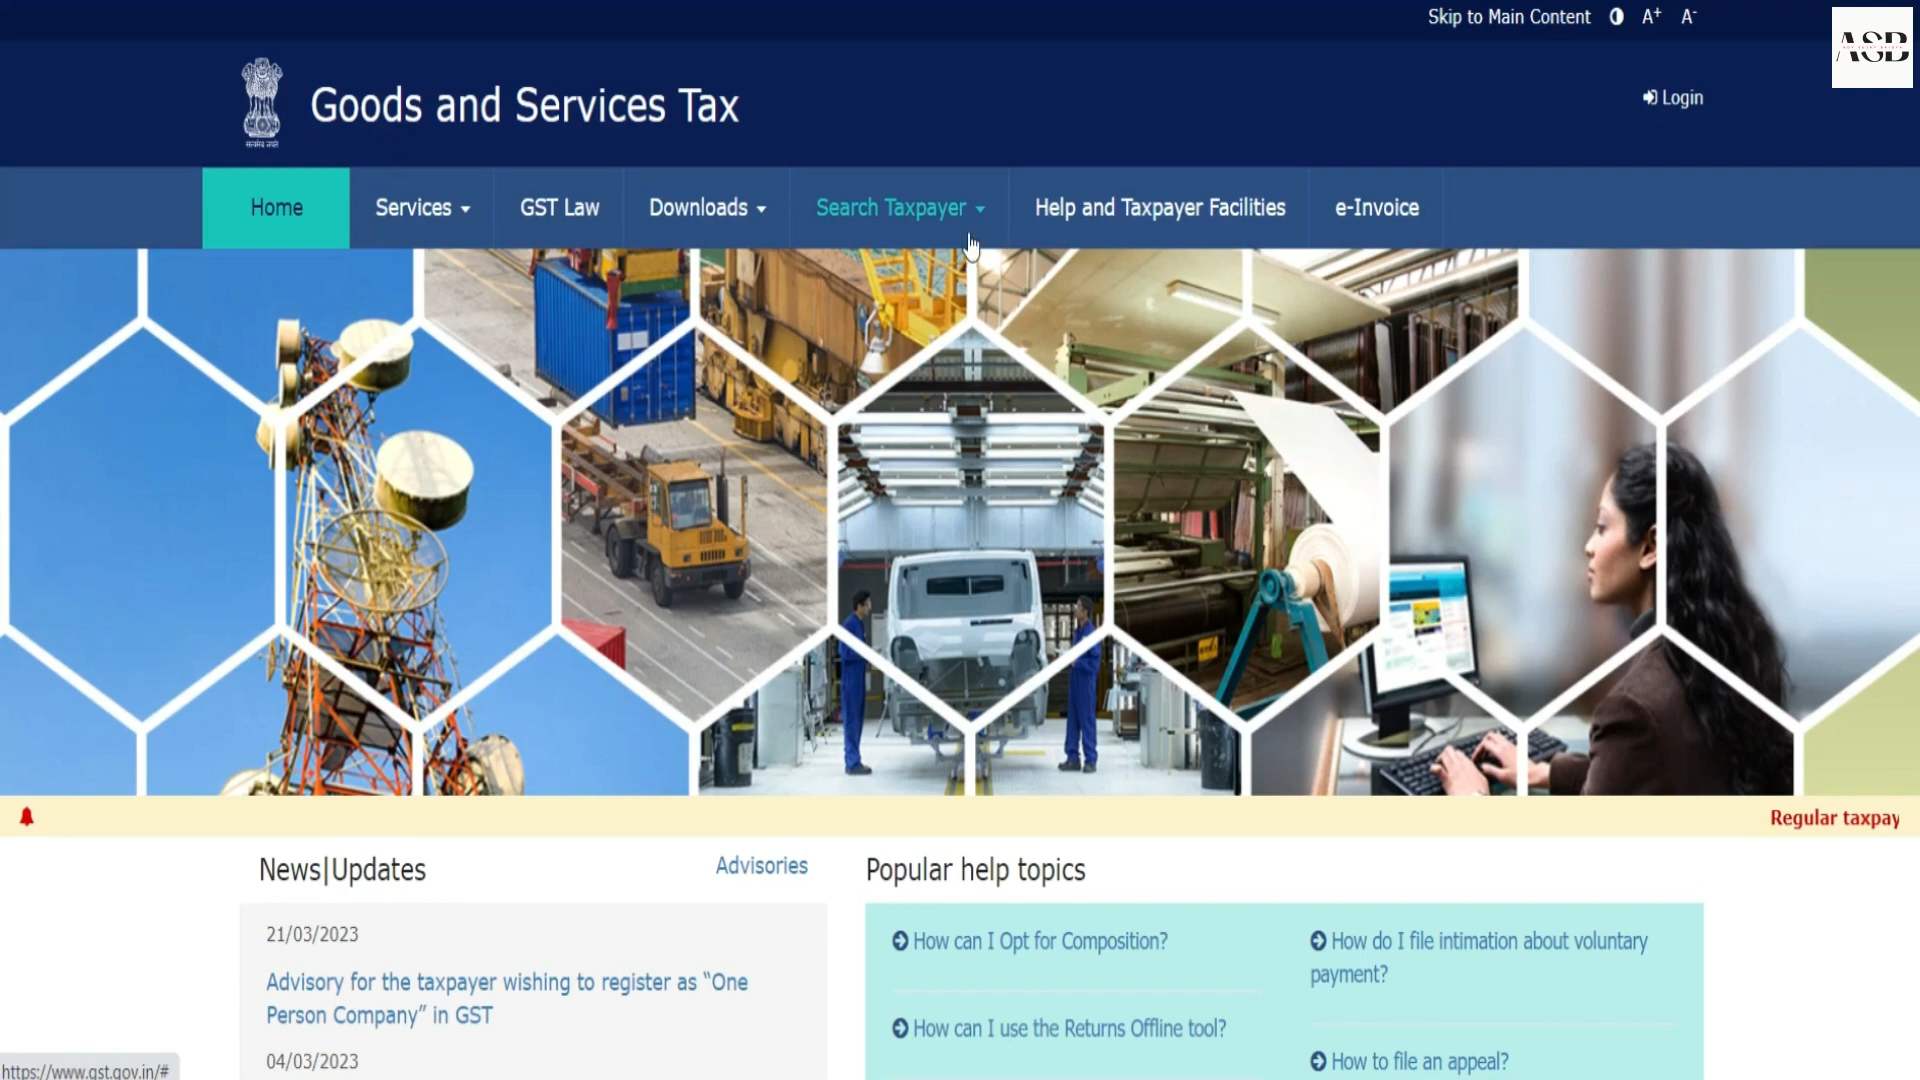 Skip to Main Content A+ A-
ASB
सत्यमेव जयते
Goods and Services Tax
Login
Home
Services
GST Law
Downloads
Search Taxpayer
Help and Taxpayer Facilities
e-Invoice
Regular taxpay
News|Updates
Advisories
21/03/2023
Advisory for the taxpayer wishing to register as “One
Person Company” in GST
04/03/2023
Popular help topics
How can I Opt for Composition?
How can I use the Returns Offline tool?
How do I file intimation about voluntary
payment?
How to file an appeal?
https://www.gst.gov.in/#